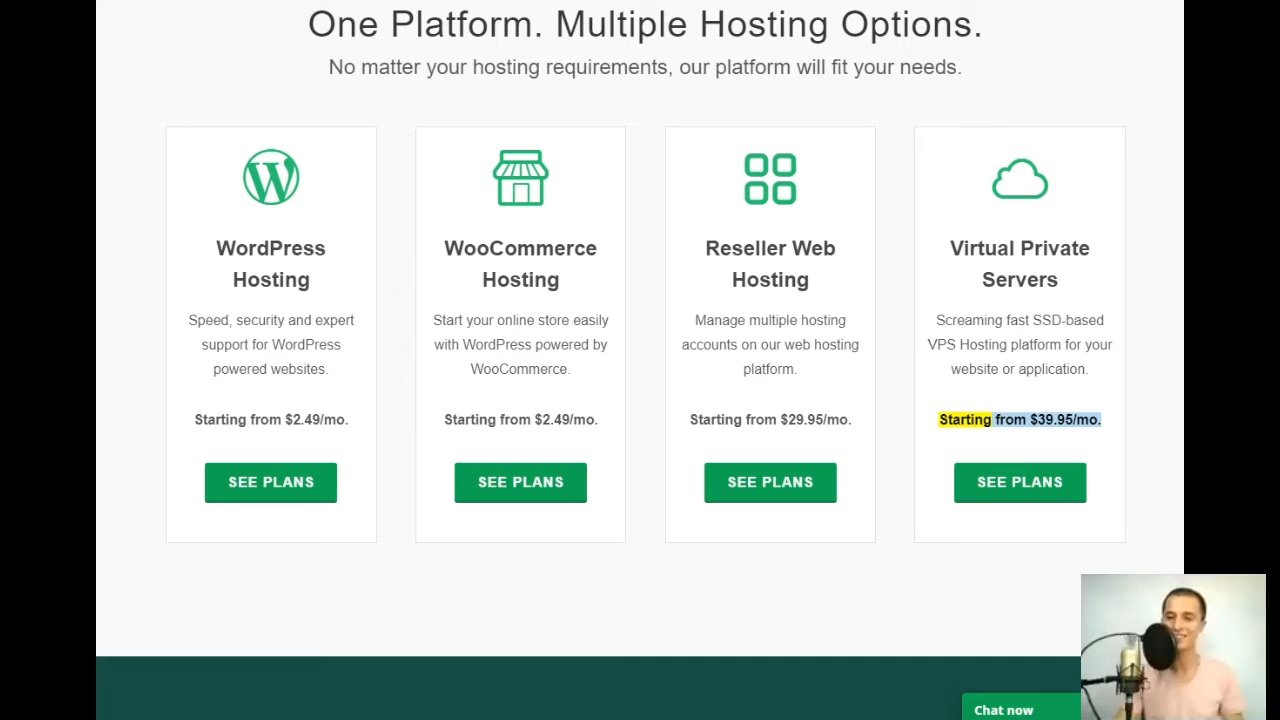 One Platform. Multiple Hosting Options.
No matter your hosting requirements, our platform will fit your needs.
WordPress
Hosting
Speed, security and expert
support for WordPress
powered websites.
Starting from $2.49/mo.
SEE PLANS
WooCommerce
Hosting
Start your online store easily
with WordPress powered by
WooCommerce.
Starting from $2.49/mo.
SEE PLANS
Reseller Web
Hosting
Manage multiple hosting
accounts on our web hosting
platform.
Starting from $29.95/mo.
SEE PLANS
Virtual Private
Servers
Screaming fast SSD-based
VPS Hosting platform for your
website or application.
Starting from $39.95/mo.
SEE PLANS
Chat now